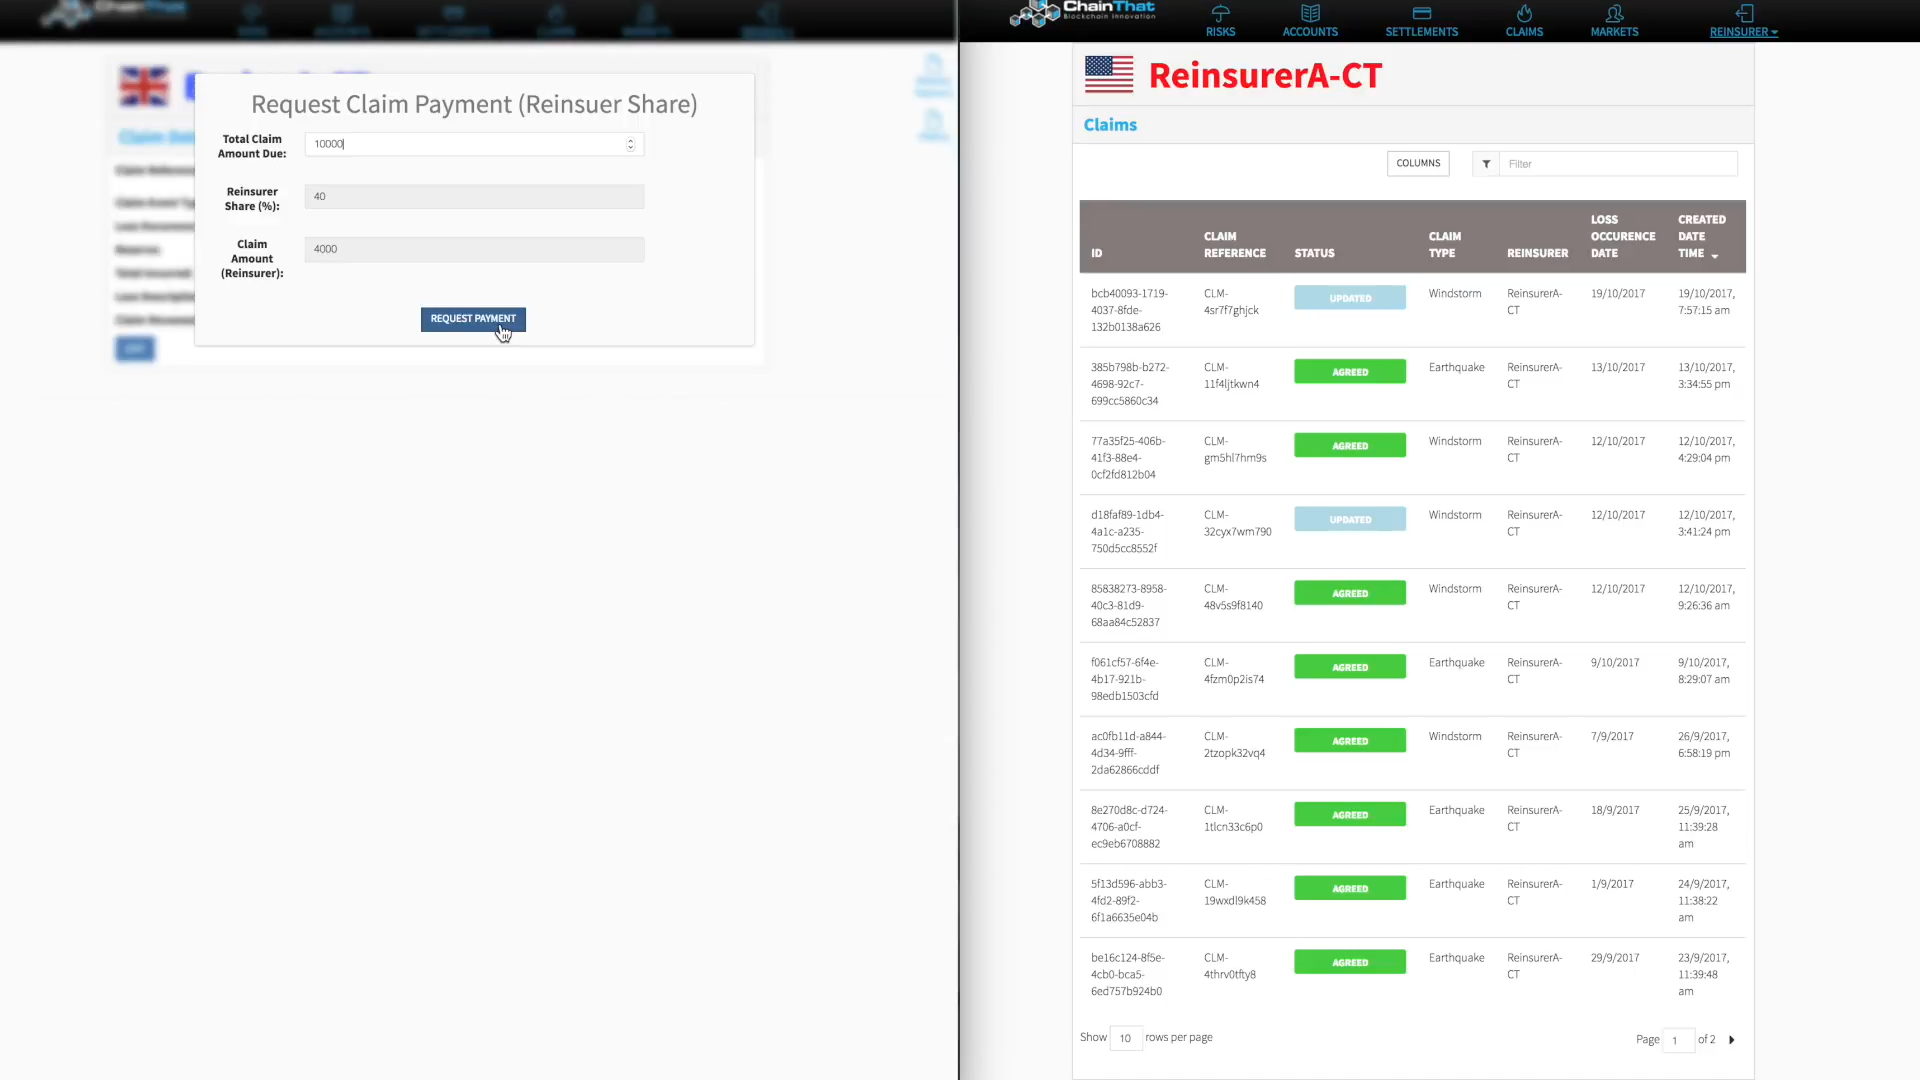 Request Claim Payment (Reinsuer Share)
Total Claim
Amount Due:
10000
Reinsurer
Share (%):
40
Claim
Amount
(Reinsurer):
4000
REQUEST PAYMENT
ChainThat
Blockchain Innovation
RISKS
ACCOUNTS
SETTLEMENTS
CLAIMS
MARKETS
REINSURER
ReinsurerA-CT
Claims
COLUMNS
Filter
ID
CLAIM
REFERENCE
STATUS
CLAIM
TYPE
REINSURER
LOSS
OCCURENCE
DATE
CREATED
DATE
TIME
bcb40093-1719-
4037-8fde-
132b0138a626
CLM-
4sr7f7ghjck
UPDATED
Windstorm
ReinsurerA-
CT
19/10/2017
19/10/2017,
7:57:15 am
385b798b-b272-
4698-92c7-
699cc5860c34
CLM-
11f4ljtkwn4
AGREED
Earthquake
ReinsurerA-
CT
13/10/2017
13/10/2017,
3:34:55 pm
77a35f25-406b-
41f3-88e4-
0cf2fd812b04
CLM-
gm5hl7hm9s
AGREED
Windstorm
ReinsurerA-
CT
12/10/2017
12/10/2017,
4:29:04 pm
d18faf89-1db4-
4a1c-a235-
750d5cc8552f
CLM-
32cyx7wm790
UPDATED
Windstorm
ReinsurerA-
CT
12/10/2017
12/10/2017,
3:41:24 pm
85838273-8958-
40c3-81d9-
68aa84c52837
CLM-
48v5s9f8140
AGREED
Windstorm
ReinsurerA-
CT
12/10/2017
12/10/2017,
9:26:36 am
f061cf57-6f4e-
4b17-921b-
98edb1503cfd
CLM-
4fzm0p2is74
AGREED
Earthquake
ReinsurerA-
CT
9/10/2017
9/10/2017,
8:29:07 am
ac0fb11d-a844-
4d34-9fff-
2da62866cddf
CLM-
2tzopk32vq4
AGREED
Windstorm
ReinsurerA-
CT
7/9/2017
26/9/2017,
6:58:19 pm
8e270d8c-d724-
4706-a0cf-
ec9eb6708882
CLM-
1tlcn33c6p0
AGREED
Earthquake
ReinsurerA-
CT
18/9/2017
25/9/2017,
11:39:28
am
5f13d596-abb3-
4fd2-89f2-
6f1a6635e04b
CLM-
19wxdl9k458
AGREED
Earthquake
ReinsurerA-
CT
1/9/2017
24/9/2017,
11:38:22
am
be16c124-8f5e-
4cb0-bca5-
6ed757b924b0
CLM-
4thrv0tfty8
AGREED
Earthquake
ReinsurerA-
CT
29/9/2017
23/9/2017,
11:39:48
am
Show 10 rows per page
Page 1 of 2